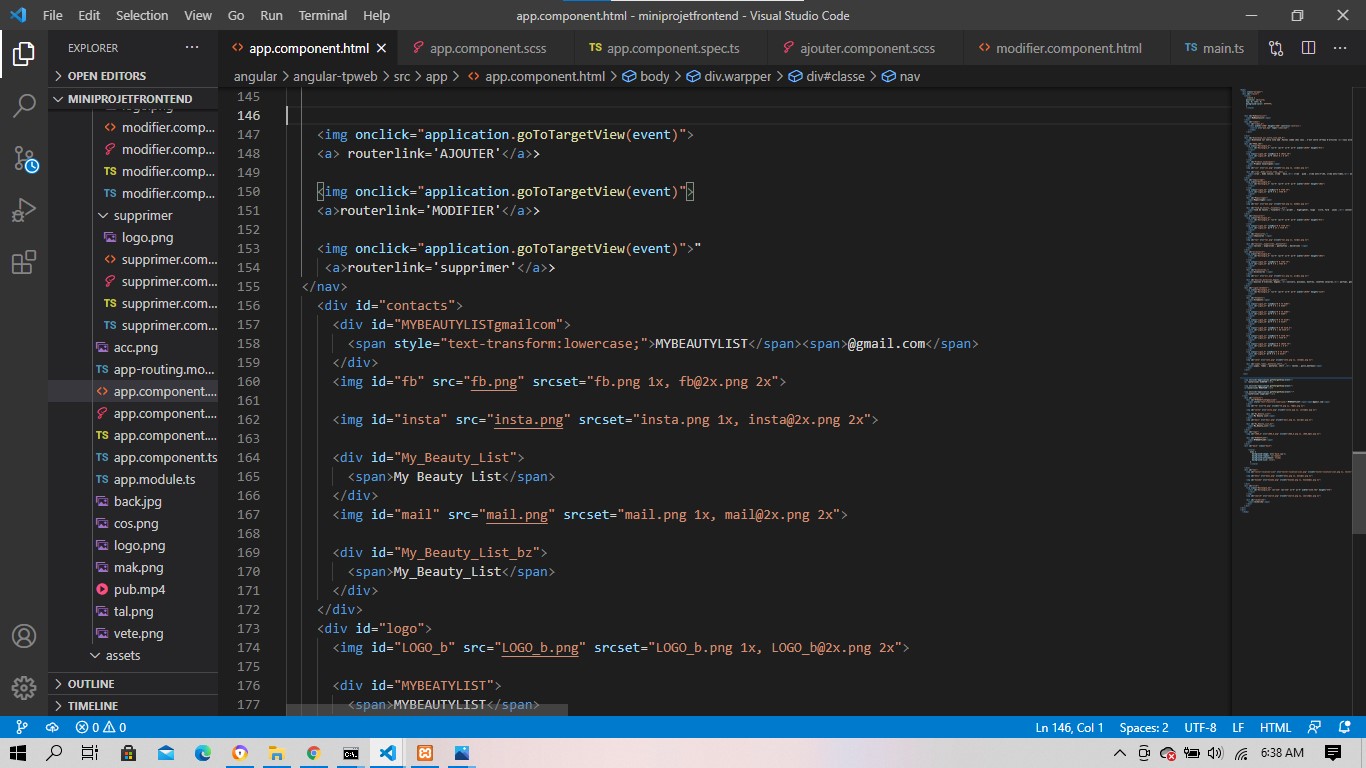 File Edit Selection View Go Run Terminal Help app.component.html - miniprojetfrontend - Visual Studio Code
EXPLORER ... <> app.component.html × app.component.scss TS app.component.spec.ts ajouter.component.scss <> modifier.component.html TS main.ts ...
> OPEN EDITORS
angular > angular-tpweb > src > app > <> app.component.html > body > div.warpper > div#classe > nav
MINIPROJETFRONTEND
<> modifier.comp...
modifier.comp...
TS modifier.comp...
TS modifier.comp...
supprimer
logo.png
<> supprimer.com...
supprimer.com...
TS supprimer.com...
TS supprimer.com...
acc.png
TS app-routing.mo...
<> app.component....
app.component....
TS app.component....
TS app.component.ts
TS app.module.ts
back.jpg
cos.png
logo.png
mak.png
pub.mp4
tal.png
vete.png
assets
> OUTLINE
> TIMELINE
145
146
147 <img onclick="application.goToTargetView(event)">
148 <a> routerlink='AJOUTER'</a>>
149
150 <img onclick="application.goToTargetView(event)">
151 <a>routerlink='MODIFIER'</a>>
152
153 <img onclick="application.goToTargetView(event)">"
154 <a>routerlink='supprimer'</a>>
155 </nav>
156 <div id="contacts">
157 <div id="MYBEAUTYLISTgmailcom">
158 <span style="text-transform:lowercase;">MYBEAUTYLIST</span><span>@gmail.com</span>
159 </div>
160 <img id="fb" src="fb.png" srcset="fb.png 1x, fb@2x.png 2x">
161
162 <img id="insta" src="insta.png" srcset="insta.png 1x, insta@2x.png 2x">
163
164 <div id="My_Beauty_List">
165 <span>My Beauty List</span>
166 </div>
167 <img id="mail" src="mail.png" srcset="mail.png 1x, mail@2x.png 2x">
168
169 <div id="My_Beauty_List_bz">
170 <span>My_Beauty_List</span>
171 </div>
172 </div>
173 <div id="logo">
174 <img id="LOGO_b" src="LOGO_b.png" srcset="LOGO_b.png 1x, LOGO_b@2x.png 2x">
175
176 <div id="MYBEATYLIST">
177 <span>MYBEAUTYLIST</span>
0 0 Ln 146, Col 1 Spaces: 2 UTF-8 LF HTML
6:38 AM